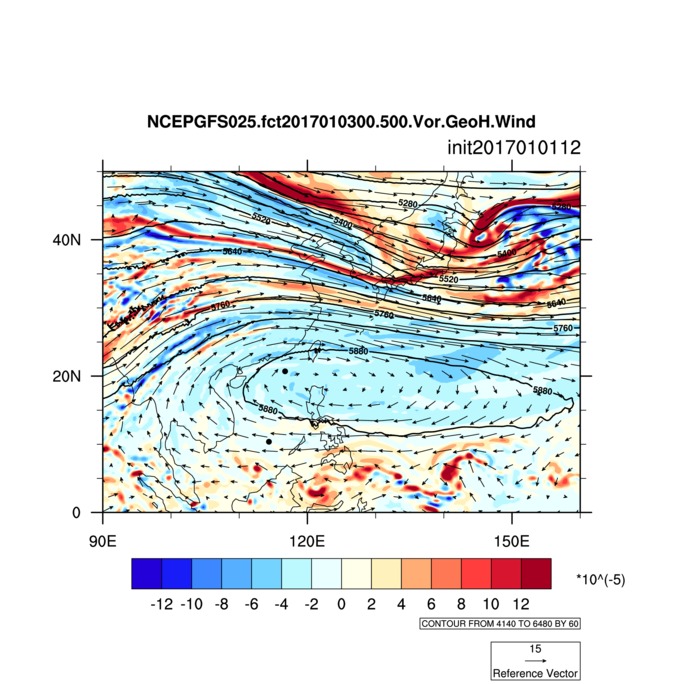 NCEPGFS025.fct2017010300.500.Vor.GeoH.Wind
init2017010112
5280
5280
5520
5400
40N
5640
5400
5520
5640
5640
5760
5760
5760
5880
20N
5880
5880
0
90E 120E 150E
-12 -10 -8 -6 -4 -2 0 2 4 6 8 10 12
*10^(-5)
CONTOUR FROM 4140 TO 6480 BY 60
15
Reference Vector